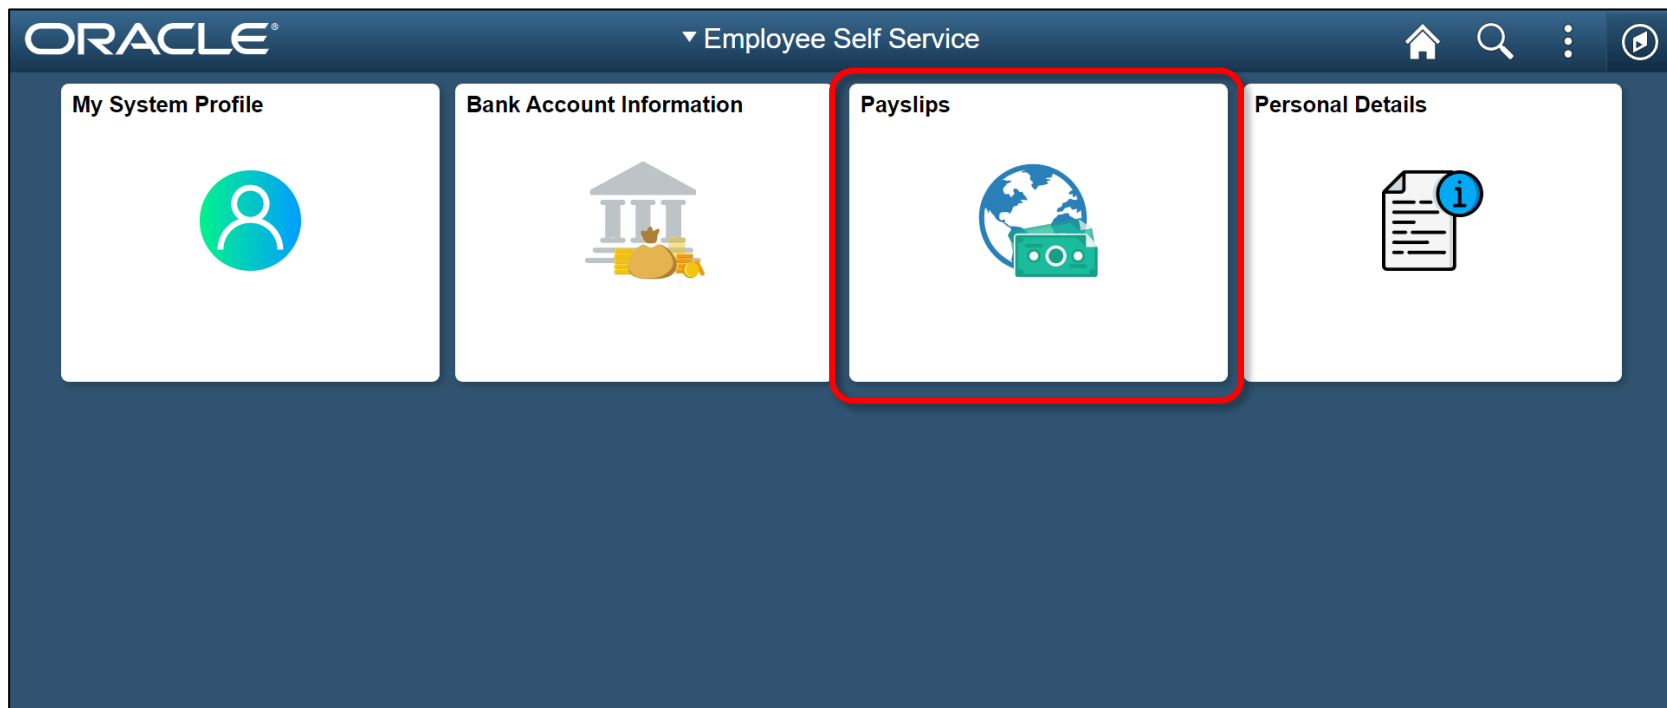 ORACLE®
Employee Self Service
My System Profile
Bank Account Information
Payslips
Personal Details
i